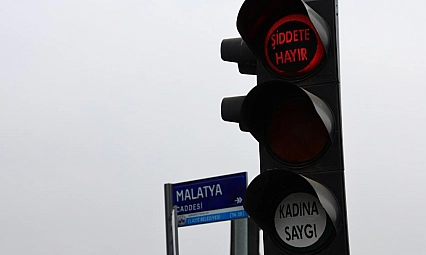 ŞİDDETE
HAYIR
MALATYA
CADDESİ
KADINA
SAYGI